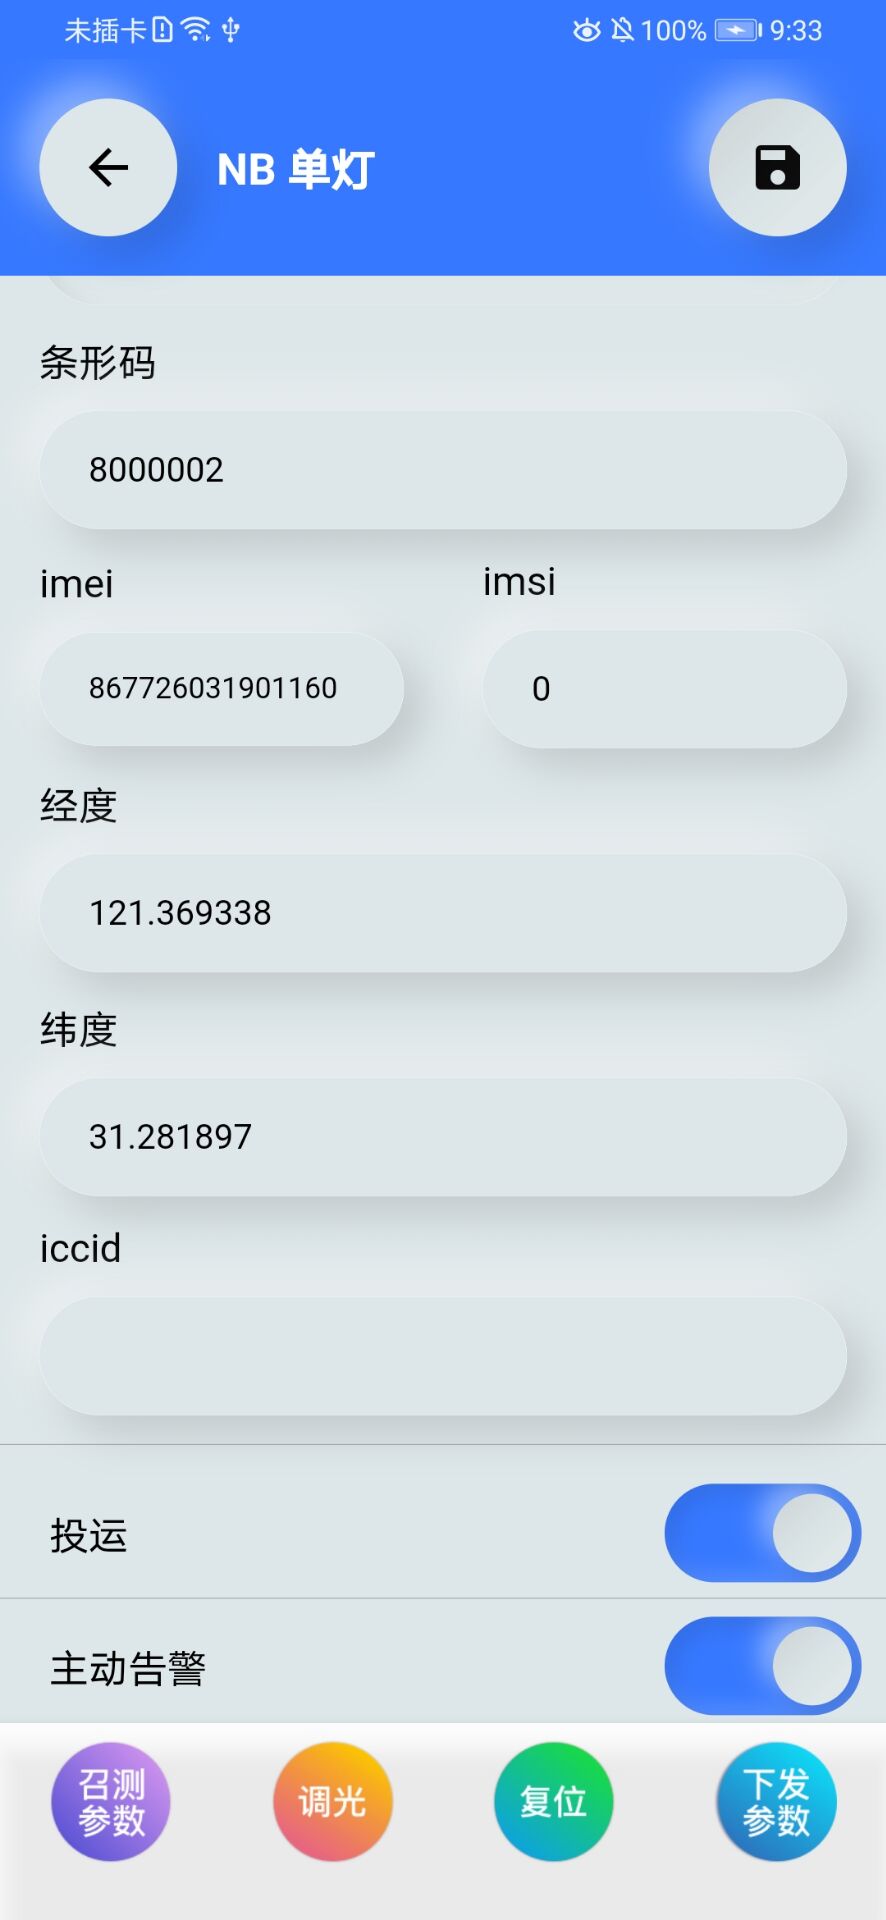 未插卡 100% 9:33
NB 单灯
条形码
8000002
imei imsi
867726031901160 0
经度
121.369338
纬度
31.281897
iccid
投运
主动告警
召测
参数
调光
复位
下发
参数